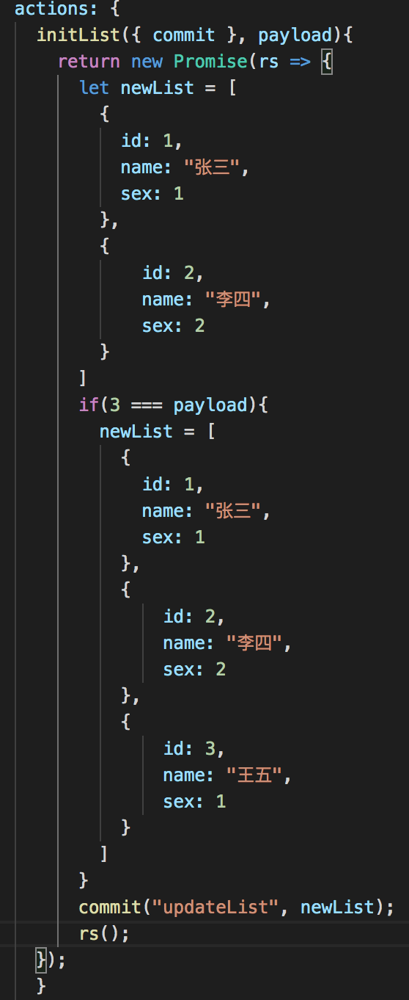 actions: {
  initList({ commit }, payload){
    return new Promise(rs => {
      let newList = [
        {
          id: 1,
          name: "张三",
          sex: 1
        },
        {
            id: 2,
            name: "李四",
            sex: 2
        }
      ]
      if(3 === payload){
        newList = [
          {
            id: 1,
            name: "张三",
            sex: 1
          },
          {
              id: 2,
              name: "李四",
              sex: 2
          },
          {
              id: 3,
              name: "王五",
              sex: 1
          }
        ]
      }
      commit("updateList", newList);
      rs();
  });
  }